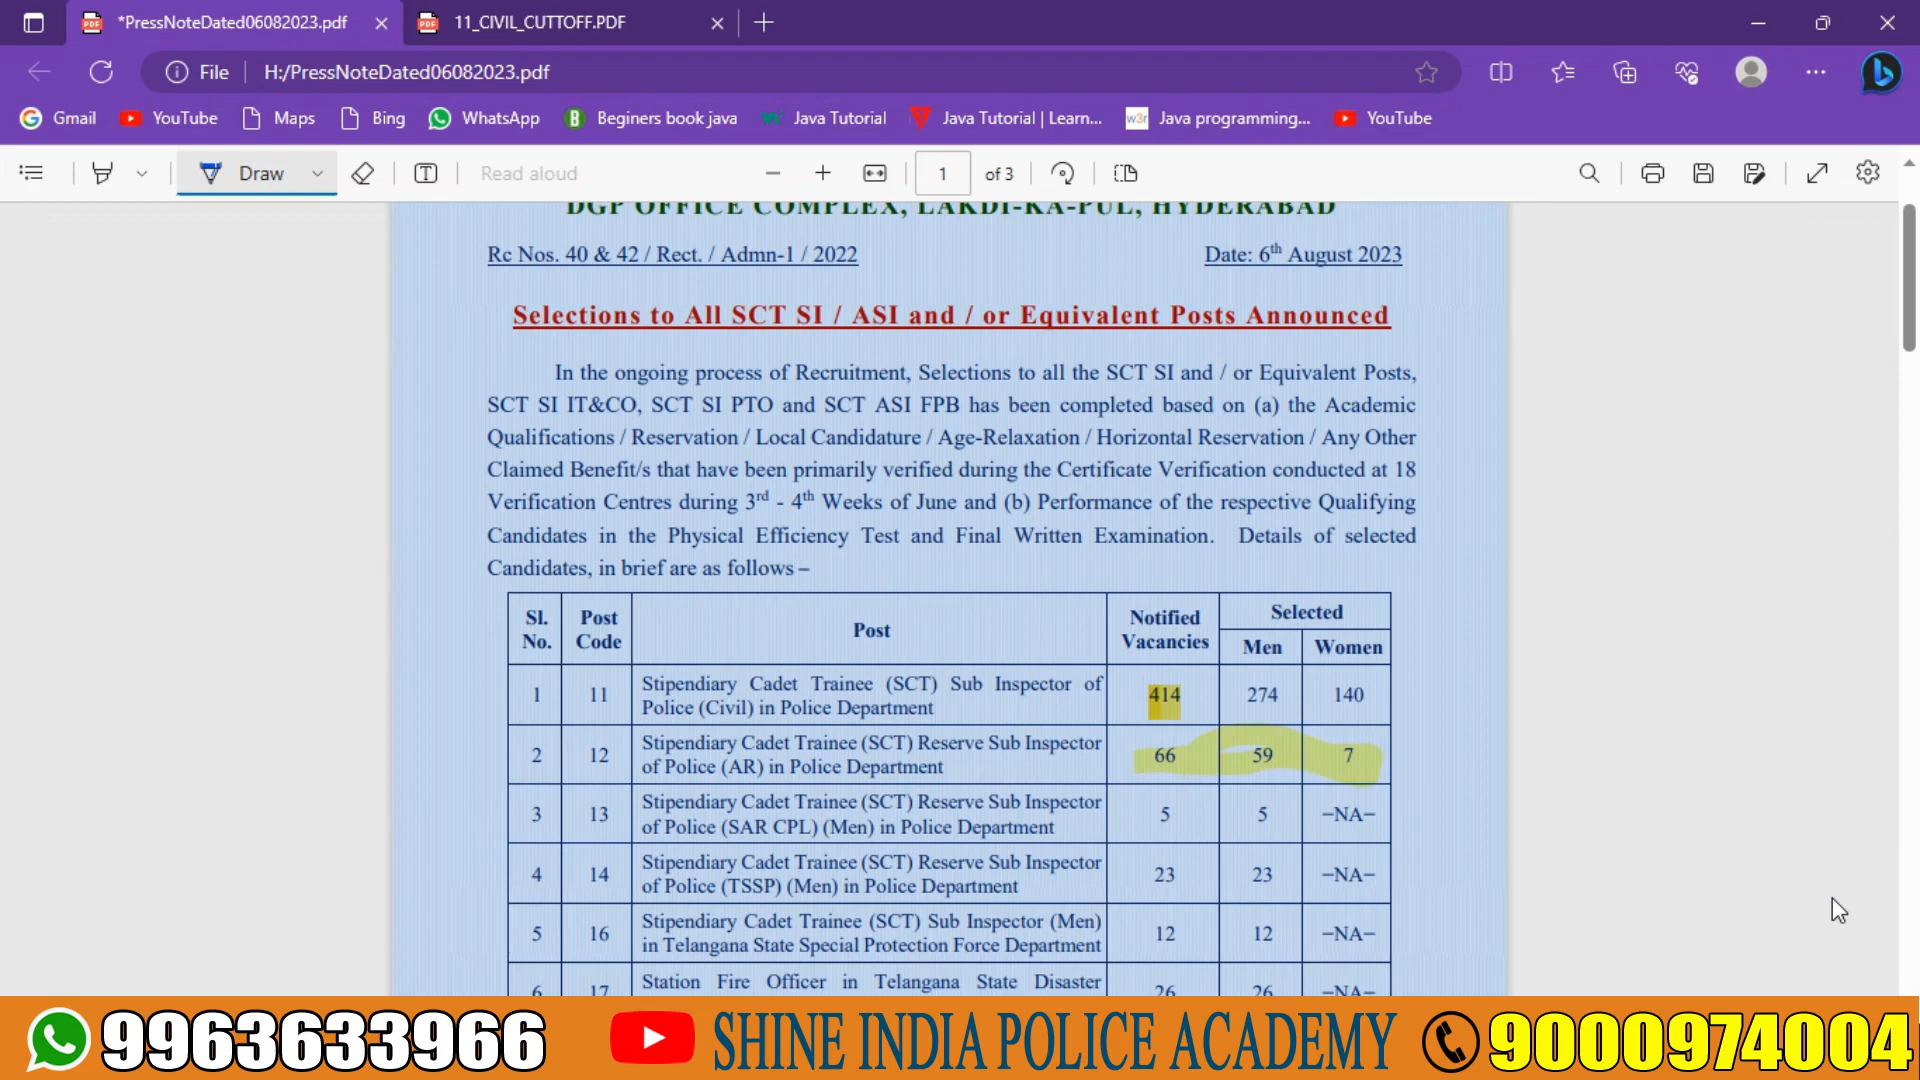 *PressNoteDated06082023.pdf
11_CIVIL_CUTTOFF.PDF
File
H:/PressNoteDated06082023.pdf
Gmail
YouTube
Maps
Bing
WhatsApp
Beginers book java
Java Tutorial
Java Tutorial | Learn...
w3r
Java programming...
YouTube
Draw
Read aloud
1 of 3
DGP OFFICE COMPLEX, LAKDI-KA-PUL, HYDERABAD
Rc Nos. 40 & 42 / Rect. / Admn-1 / 2022
Date: 6th August 2023
Selections to All SCT SI / ASI and / or Equivalent Posts Announced
In the ongoing process of Recruitment, Selections to all the SCT SI and / or Equivalent Posts,
SCT SI IT&CO, SCT SI PTO and SCT ASI FPB has been completed based on (a) the Academic
Qualifications / Reservation / Local Candidature / Age-Relaxation / Horizontal Reservation / Any Other
Claimed Benefit/s that have been primarily verified during the Certificate Verification conducted at 18
Verification Centres during 3rd - 4th Weeks of June and (b) Performance of the respective Qualifying
Candidates in the Physical Efficiency Test and Final Written Examination. Details of selected
Candidates, in brief are as follows –
Sl. No.
Post Code
Post
Notified Vacancies
Selected
Men
Women
1 11 Stipendiary Cadet Trainee (SCT) Sub Inspector of
Police (Civil) in Police Department 414 274 140
2 12 Stipendiary Cadet Trainee (SCT) Reserve Sub Inspector
of Police (AR) in Police Department 66 59 7
3 13 Stipendiary Cadet Trainee (SCT) Reserve Sub Inspector
of Police (SAR CPL) (Men) in Police Department 5 5 –NA–
4 14 Stipendiary Cadet Trainee (SCT) Reserve Sub Inspector
of Police (TSSP) (Men) in Police Department 23 23 –NA–
5 16 Stipendiary Cadet Trainee (SCT) Sub Inspector (Men)
in Telangana State Special Protection Force Department 12 12 –NA–
6 17 Station Fire Officer in Telangana State Disaster 26 26 –NA–
9963633966
SHINE INDIA POLICE ACADEMY
9000974004